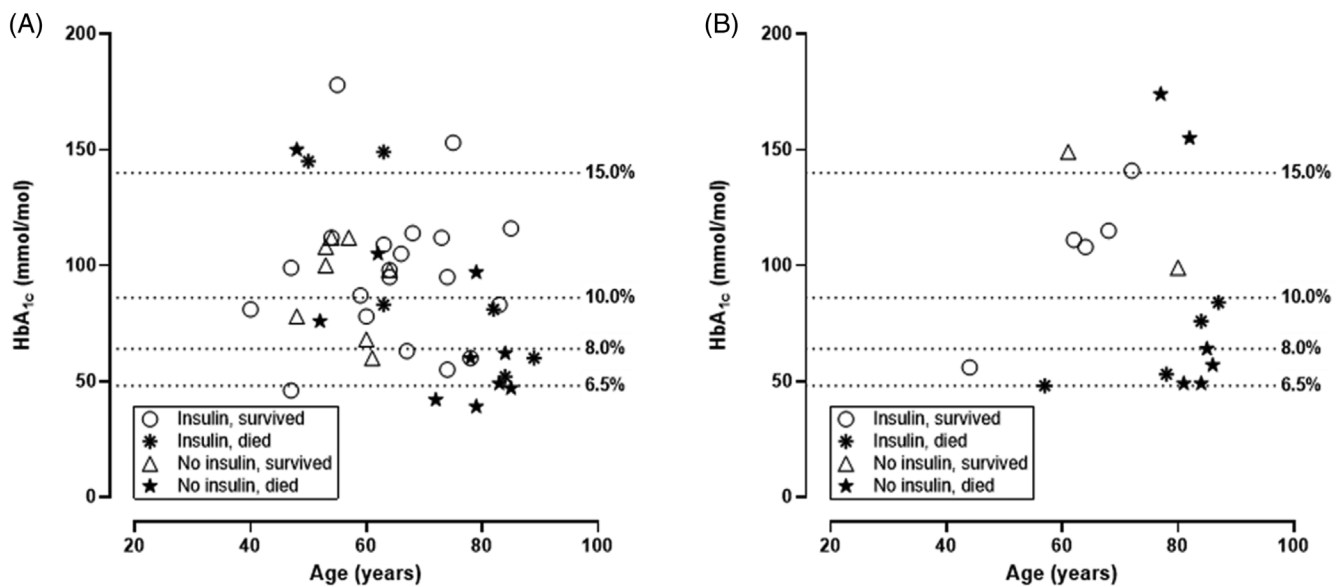 (A)
200
150
100
50
0
HbA1c (mmol/mol)
15.0%
10.0%
8.0%
6.5%
Insulin, survived
Insulin, died
No insulin, survived
No insulin, died
20 40 60 80 100
Age (years)
(B)
200
150
100
50
0
HbA1c (mmol/mol)
15.0%
10.0%
8.0%
6.5%
Insulin, survived
Insulin, died
No insulin, survived
No insulin, died
20 40 60 80 100
Age (years)